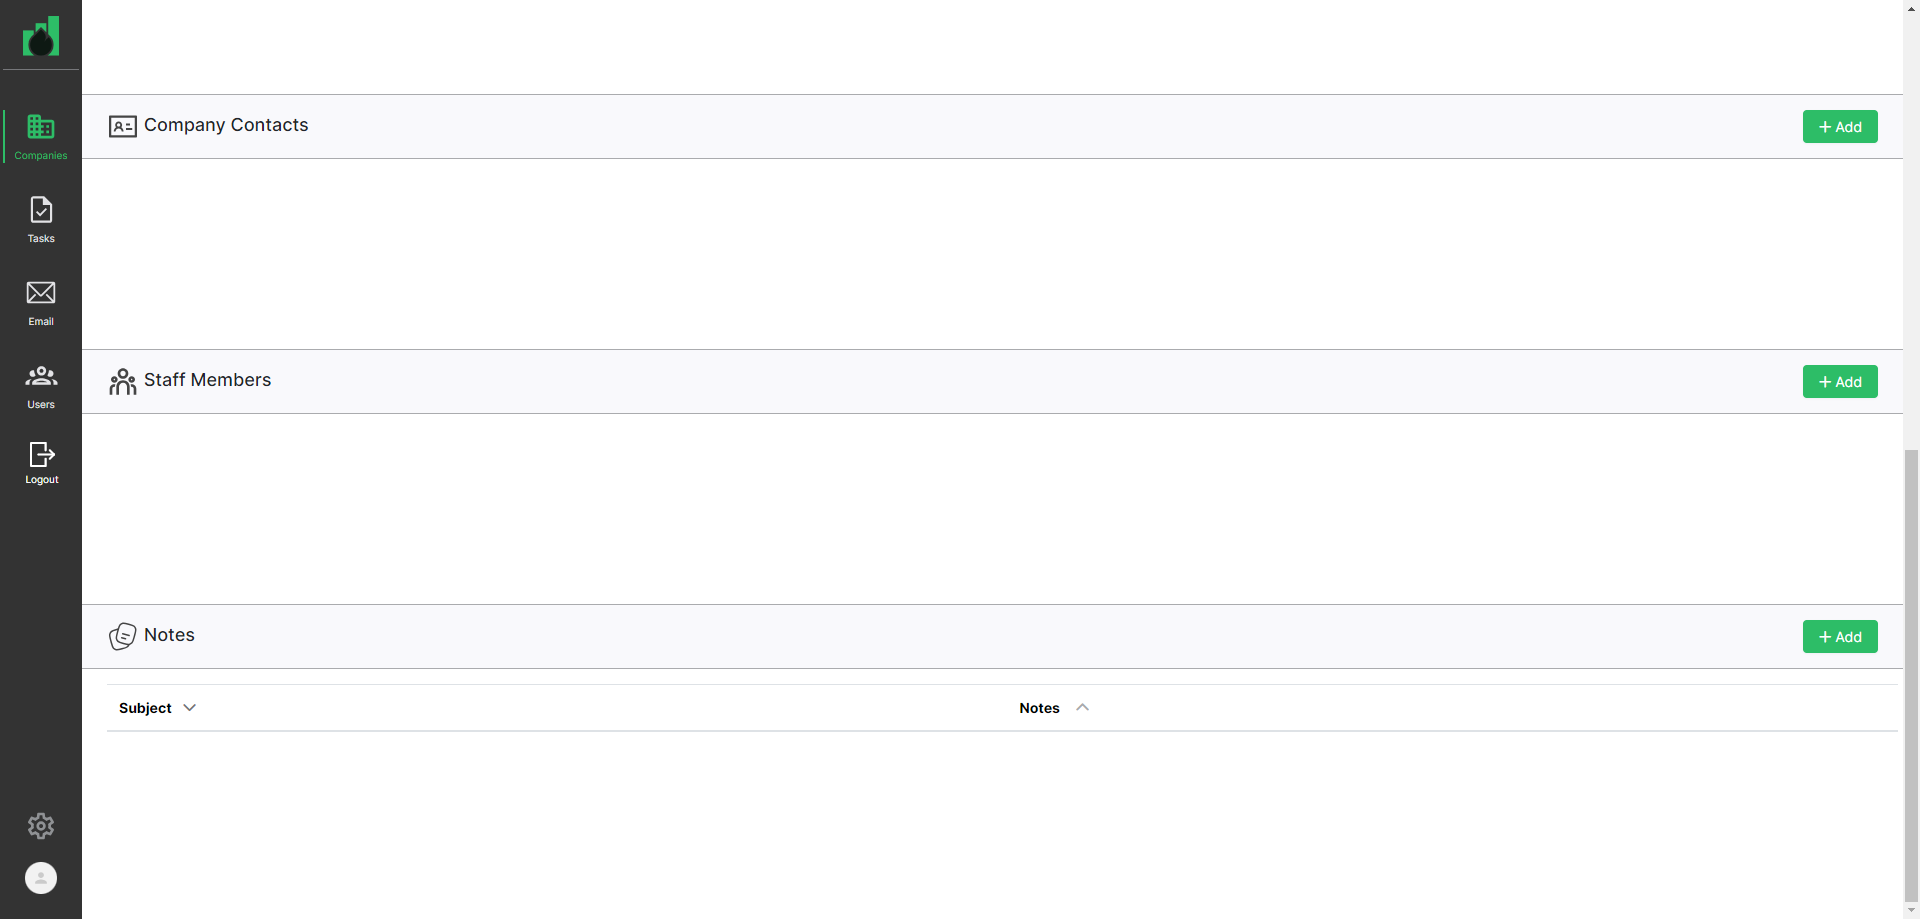 Companies
Tasks
Email
Users
Logout
Company Contacts
+ Add
Staff Members
+ Add
Notes
+ Add
Subject Notes